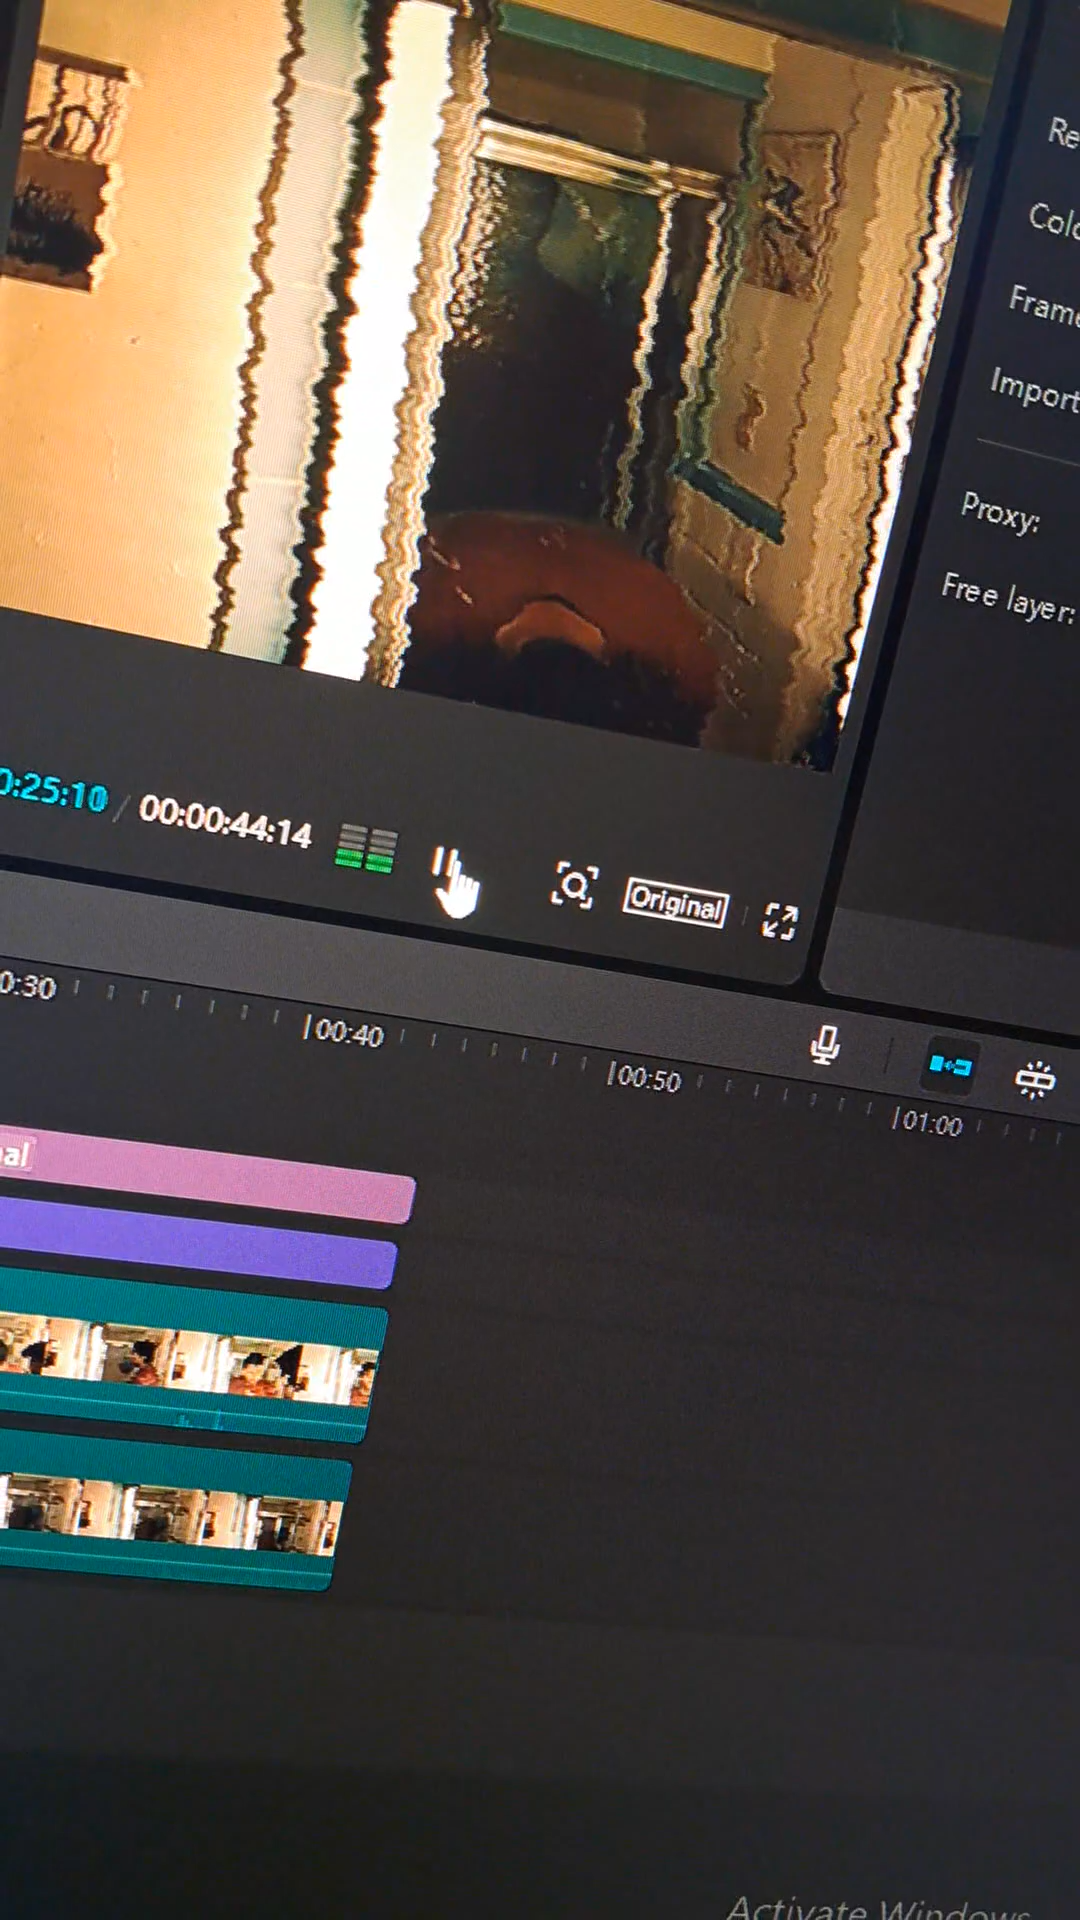 Re
Colo
Frame
Import
Proxy:
Free layer:
0:25:10 / 00:00:44:14
Original
0:30
00:40
00:50
01:00
al
Activate Windows